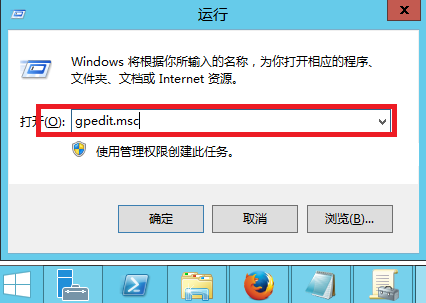 运行
Windows 将根据你所输入的名称，为你打开相应的程序、
文件夹、文档或 Internet 资源。
打开(O): gpedit.msc
使用管理权限创建此任务。
确定 取消 浏览(B)...